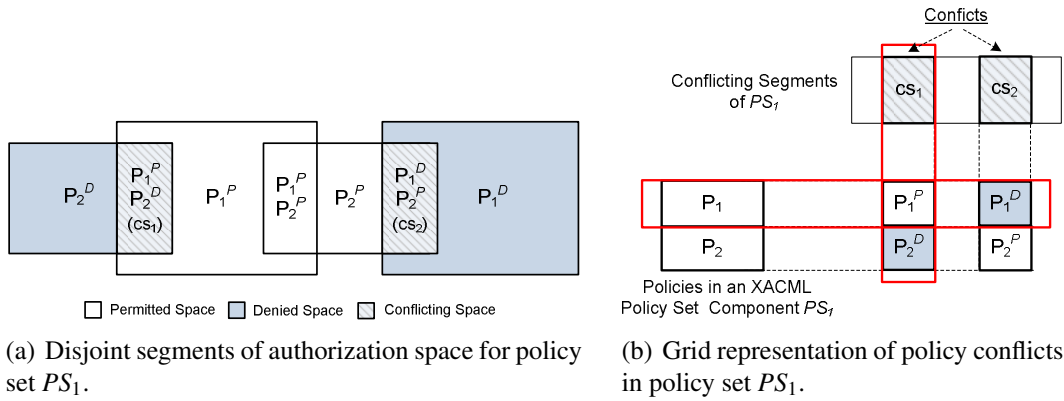 P₂ᴰ
P₁ᴾ
P₂ᴰ
(cs₁)
P₁ᴾ
P₁ᴾ
P₂ᴾ
P₂ᴾ
P₁ᴰ
P₂ᴾ
(cs₂)
P₁ᴰ
Permitted Space Denied Space Conflicting Space
(a) Disjoint segments of authorization space for policy
set PS₁.
Conficts
Conflicting Segments
of PS₁
cs₁ cs₂
P₁ P₁ᴾ P₁ᴰ
P₂ P₂ᴰ P₂ᴾ
Policies in an XACML
Policy Set Component PS₁
(b) Grid representation of policy conflicts
in policy set PS₁.